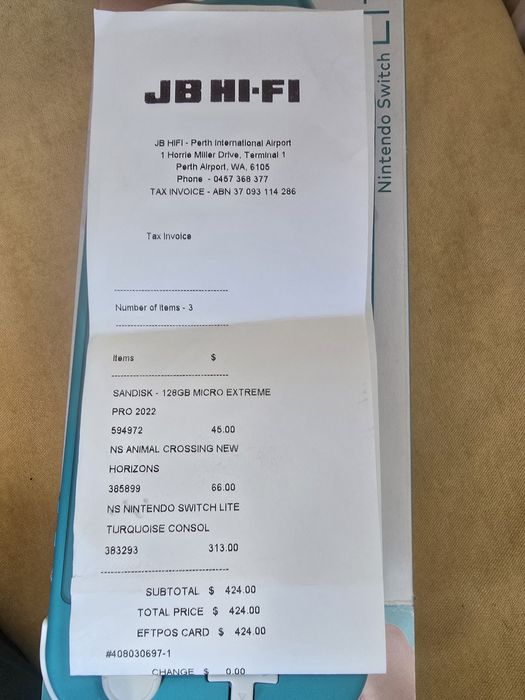 JB HI-FI
JB HIFI - Perth International Airport
1 Horrie Miller Drive, Terminal 1
Perth Airport, WA, 6105
Phone - 0457 368 377
TAX INVOICE - ABN 37 093 114 286
Tax Invoice
Number of Items - 3
Items $
SANDISK - 128GB MICRO EXTREME
PRO 2022
594972 45.00
NS ANIMAL CROSSING NEW
HORIZONS
385899 66.00
NS NINTENDO SWITCH LITE
TURQUOISE CONSOL
383293 313.00
SUBTOTAL $ 424.00
TOTAL PRICE $ 424.00
EFTPOS CARD $ 424.00
#408030697-1
CHANGE $ 0.00
Nintendo Switch